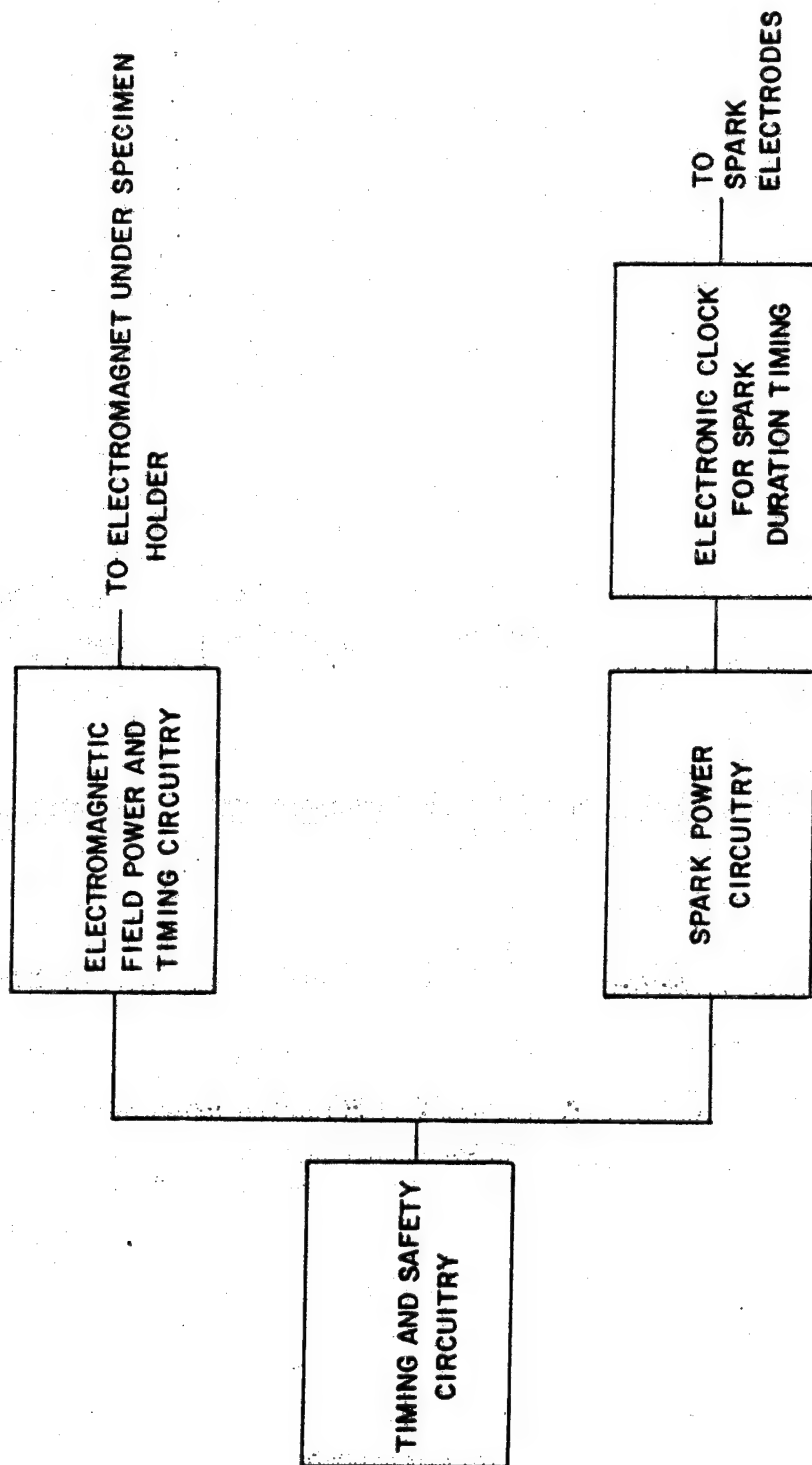 TIMING AND SAFETY
CIRCUITRY
ELECTROMAGNETIC
FIELD POWER AND
TIMING CIRCUITRY
TO ELECTROMAGNET UNDER SPECIMEN
HOLDER
SPARK POWER
CIRCUITRY
ELECTRONIC CLOCK
FOR SPARK
DURATION TIMING
TO
SPARK
ELECTRODES